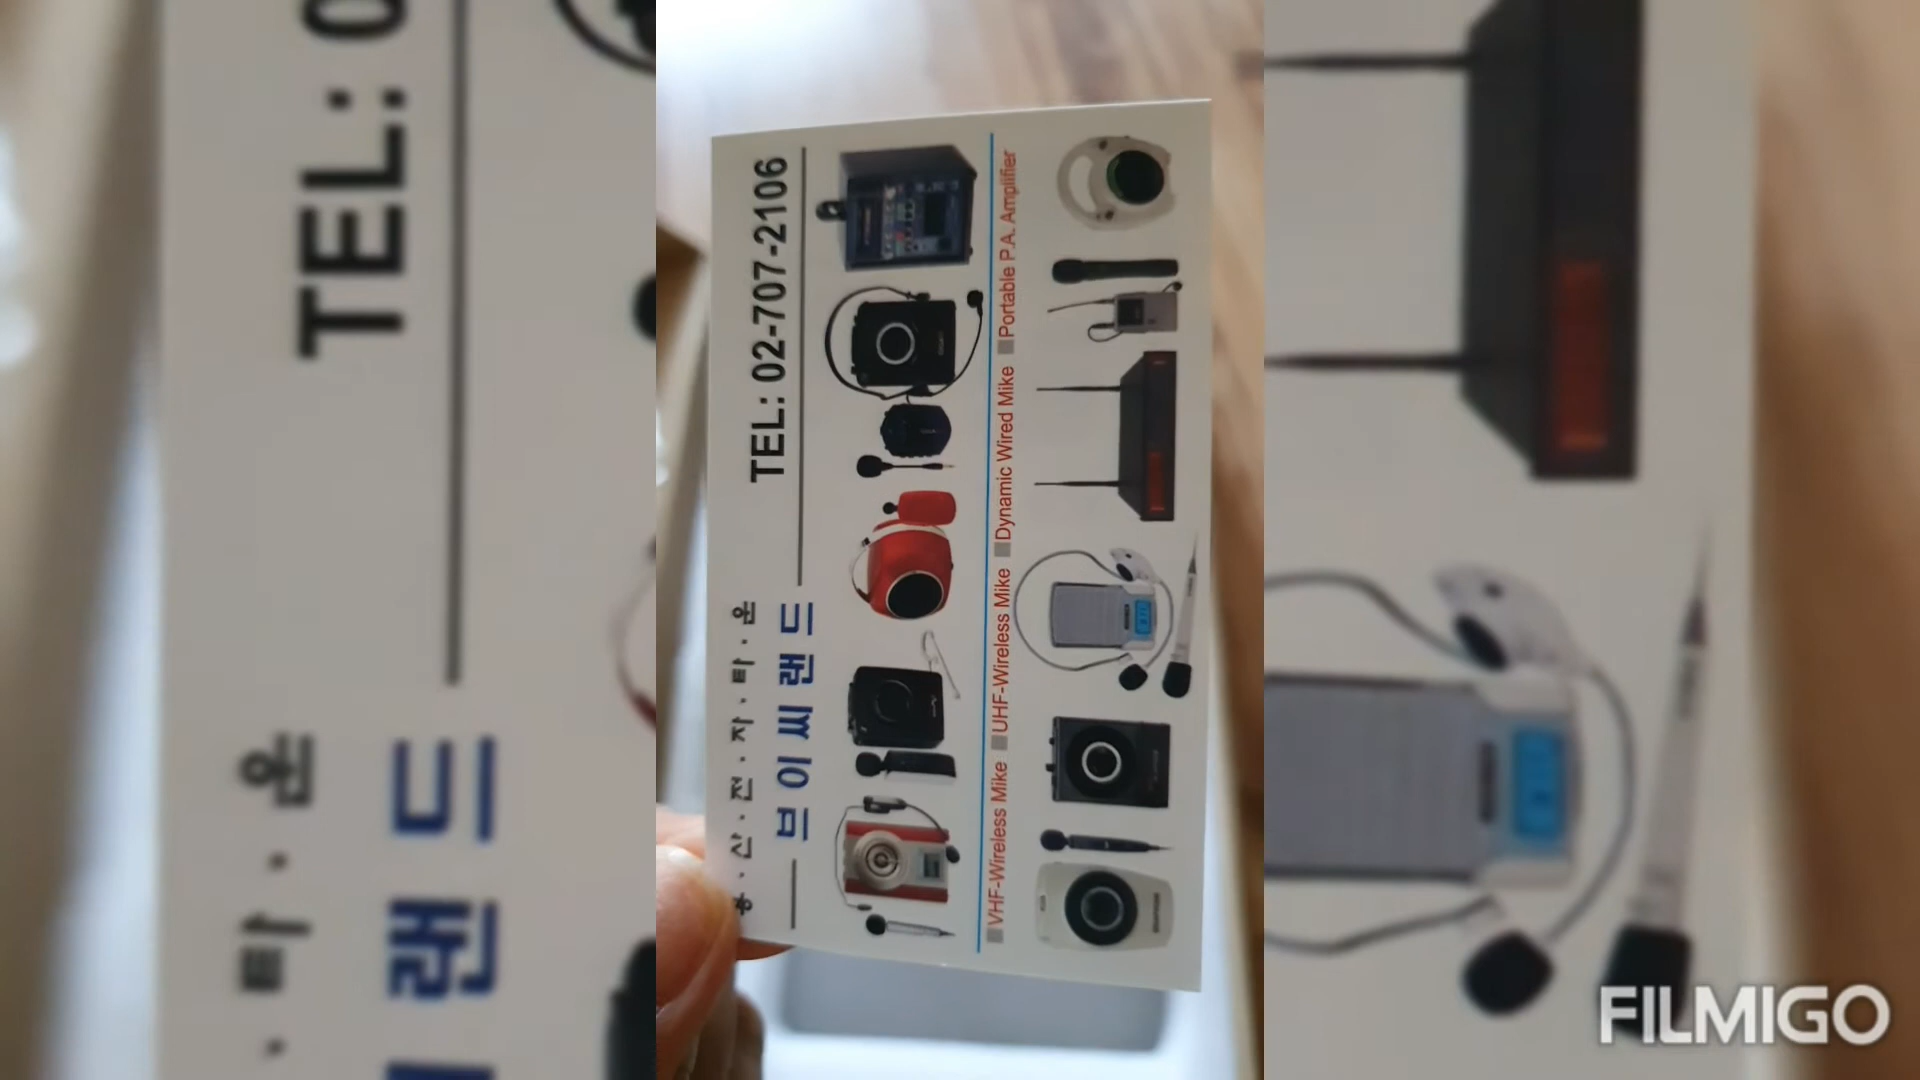 용·산·전·자·타·운
브이씨랜드
TEL: 02-707-2106
■VHF-Wireless Mike ■UHF-Wireless Mike ■Dynamic Wired Mike ■Portable P.A. Amplifier
FILMIGO